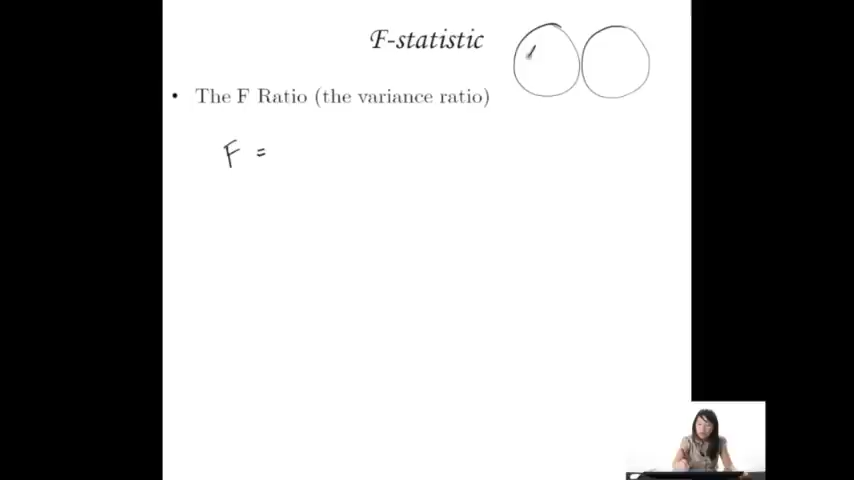 F-statistic
• The F Ratio (the variance ratio)
F =